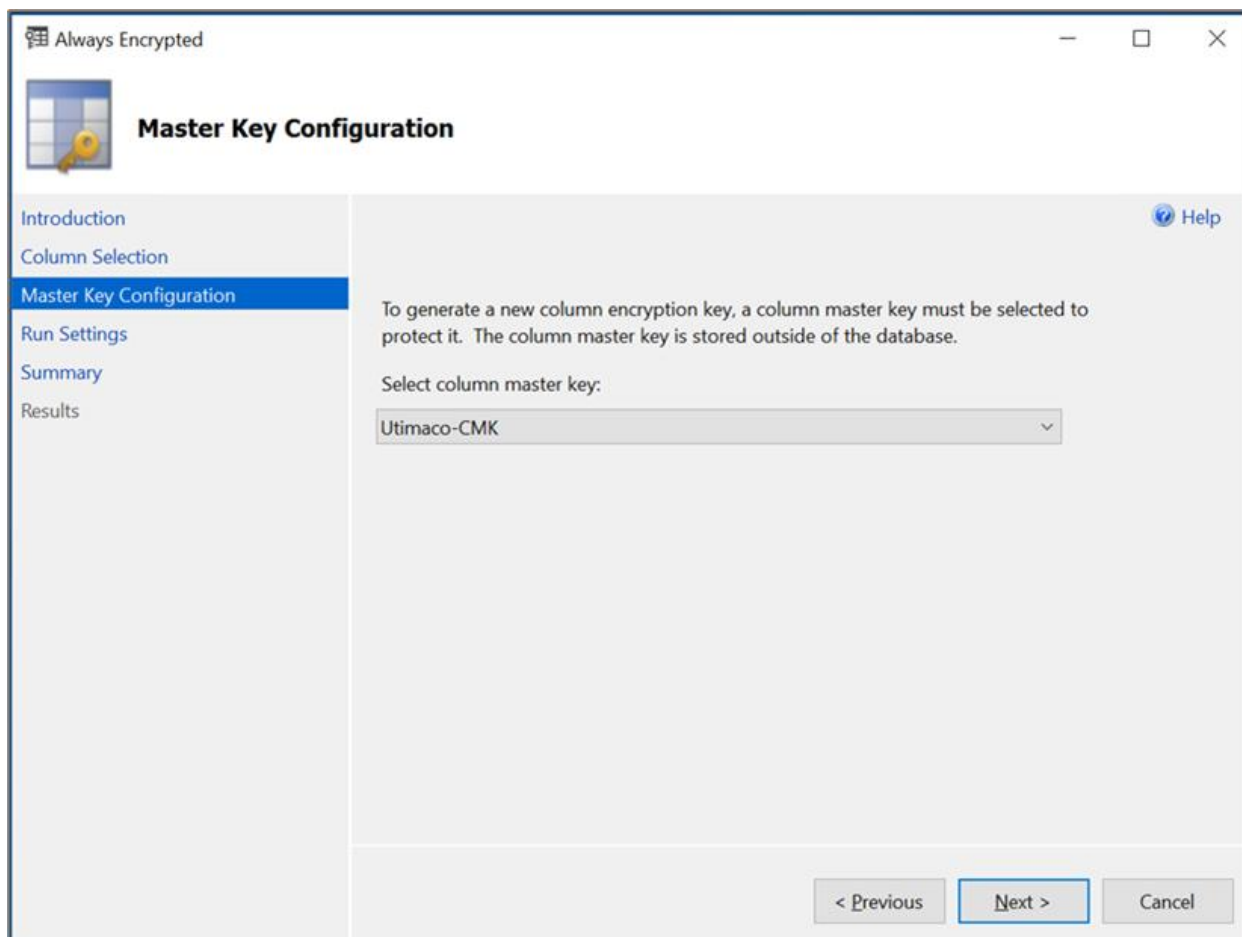 Always Encrypted
Master Key Configuration
Introduction
Column Selection
Master Key Configuration
Run Settings
Summary
Results
Help
To generate a new column encryption key, a column master key must be selected to
protect it.  The column master key is stored outside of the database.
Select column master key:
Utimaco-CMK
< Previous
Next >
Cancel